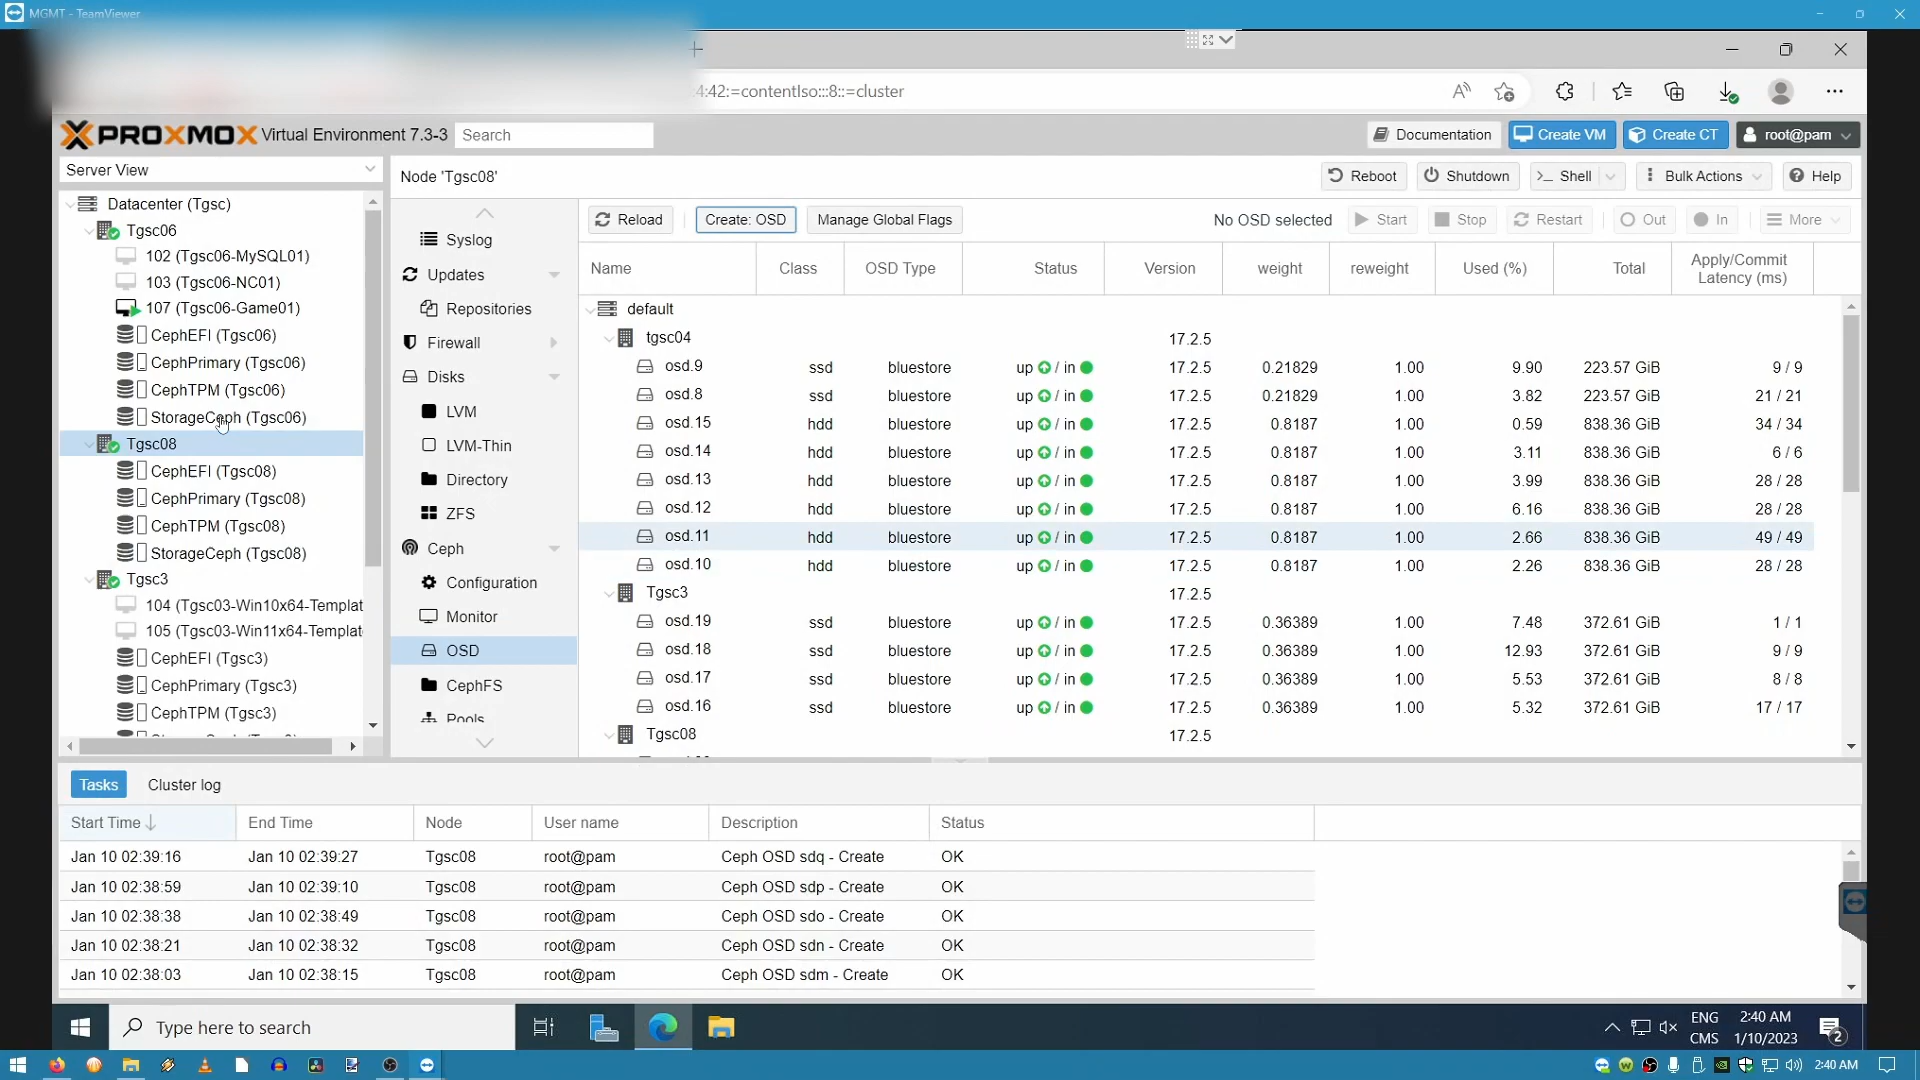 MGMT - TeamViewer
4:42:=contentIso:::8::=cluster
PROXMOX Virtual Environment 7.3-3 Search
Documentation Create VM Create CT root@pam
Server View
Node 'Tgsc08' Reboot Shutdown Shell Bulk Actions Help
Datacenter (Tgsc)
Tgsc06
102 (Tgsc06-MySQL01)
103 (Tgsc06-NC01)
107 (Tgsc06-Game01)
CephEFI (Tgsc06)
CephPrimary (Tgsc06)
CephTPM (Tgsc06)
StorageCeph (Tgsc06)
Tgsc08
CephEFI (Tgsc08)
CephPrimary (Tgsc08)
CephTPM (Tgsc08)
StorageCeph (Tgsc08)
Tgsc3
104 (Tgsc03-Win10x64-Templat
105 (Tgsc03-Win11x64-Templat
CephEFI (Tgsc3)
CephPrimary (Tgsc3)
CephTPM (Tgsc3)
Syslog
Updates
Repositories
Firewall
Disks
LVM
LVM-Thin
Directory
ZFS
Ceph
Configuration
Monitor
OSD
CephFS
Pools
Reload Create: OSD Manage Global Flags No OSD selected Start Stop Restart Out In More
Name Class OSD Type Status Version weight reweight Used (%) Total Apply/Commit Latency (ms)
default
tgsc04 17.2.5
osd.9 ssd bluestore up / in 17.2.5 0.21829 1.00 9.90 223.57 GiB 9 / 9
osd.8 ssd bluestore up / in 17.2.5 0.21829 1.00 3.82 223.57 GiB 21 / 21
osd.15 hdd bluestore up / in 17.2.5 0.8187 1.00 0.59 838.36 GiB 34 / 34
osd.14 hdd bluestore up / in 17.2.5 0.8187 1.00 3.11 838.36 GiB 6 / 6
osd.13 hdd bluestore up / in 17.2.5 0.8187 1.00 3.99 838.36 GiB 28 / 28
osd.12 hdd bluestore up / in 17.2.5 0.8187 1.00 6.16 838.36 GiB 28 / 28
osd.11 hdd bluestore up / in 17.2.5 0.8187 1.00 2.66 838.36 GiB 49 / 49
osd.10 hdd bluestore up / in 17.2.5 0.8187 1.00 2.26 838.36 GiB 28 / 28
Tgsc3 17.2.5
osd.19 ssd bluestore up / in 17.2.5 0.36389 1.00 7.48 372.61 GiB 1 / 1
osd.18 ssd bluestore up / in 17.2.5 0.36389 1.00 12.93 372.61 GiB 9 / 9
osd.17 ssd bluestore up / in 17.2.5 0.36389 1.00 5.53 372.61 GiB 8 / 8
osd.16 ssd bluestore up / in 17.2.5 0.36389 1.00 5.32 372.61 GiB 17 / 17
Tgsc08 17.2.5
Tasks Cluster log
Start Time End Time Node User name Description Status
Jan 10 02:39:16 Jan 10 02:39:27 Tgsc08 root@pam Ceph OSD sdq - Create OK
Jan 10 02:38:59 Jan 10 02:39:10 Tgsc08 root@pam Ceph OSD sdp - Create OK
Jan 10 02:38:38 Jan 10 02:38:49 Tgsc08 root@pam Ceph OSD sdo - Create OK
Jan 10 02:38:21 Jan 10 02:38:32 Tgsc08 root@pam Ceph OSD sdn - Create OK
Jan 10 02:38:03 Jan 10 02:38:15 Tgsc08 root@pam Ceph OSD sdm - Create OK
Type here to search
ENG 2:40 AM
CMS 1/10/2023 2
2:40 AM